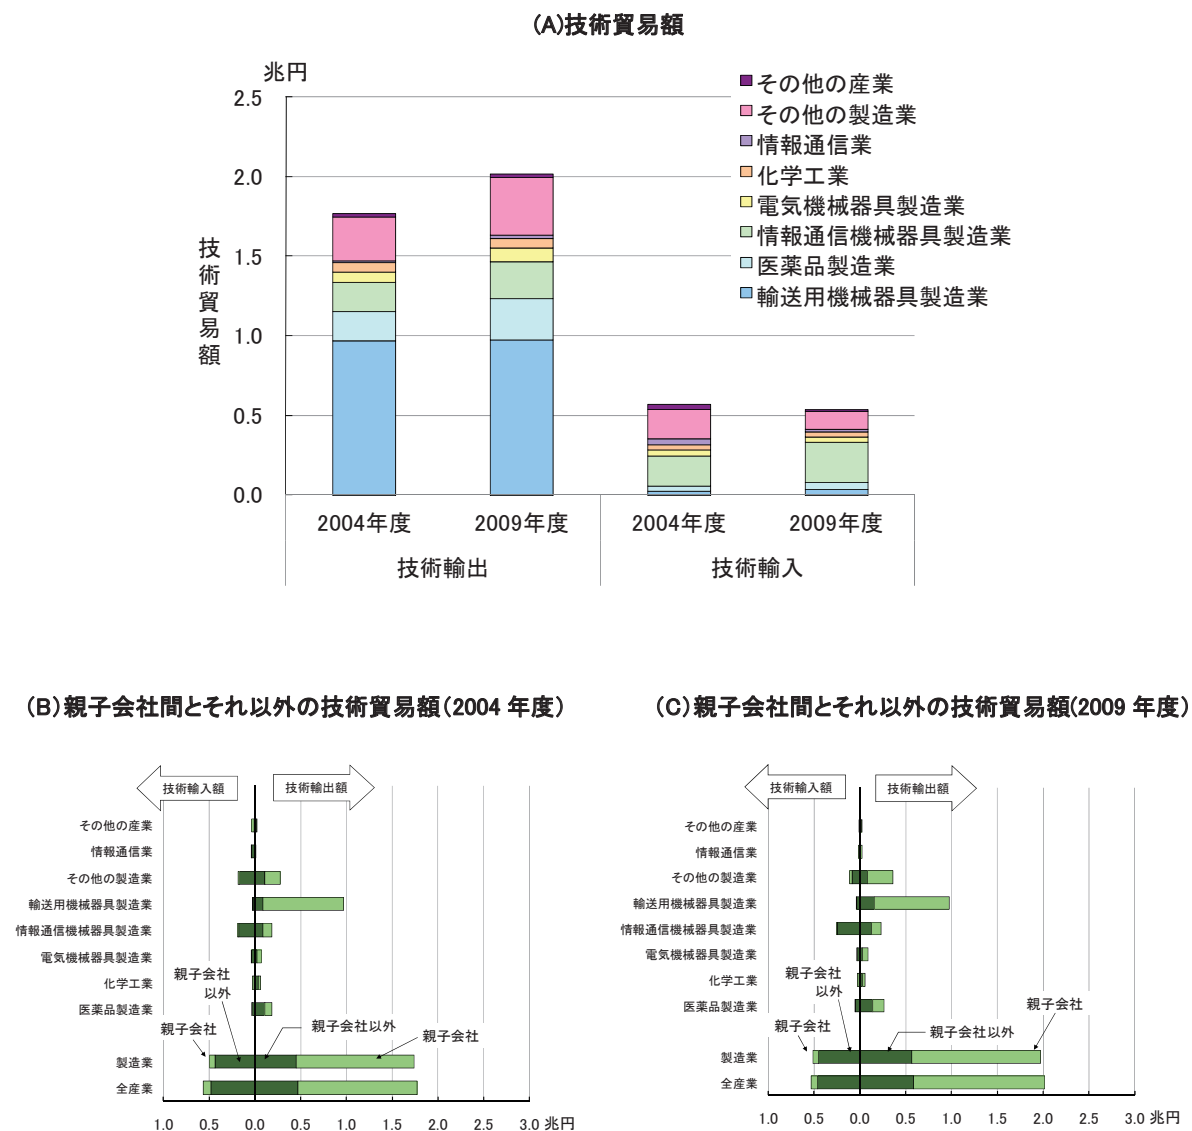 (A)技術貿易額
兆円
2.5
2.0
1.5
1.0
0.5
0.0
技術貿易額
その他の産業
その他の製造業
情報通信業
化学工業
電気機械器具製造業
情報通信機械器具製造業
医薬品製造業
輸送用機械器具製造業
2004年度 2009年度 2004年度 2009年度
技術輸出 技術輸入
(B)親子会社間とそれ以外の技術貿易額(2004 年度)
技術輸入額 技術輸出額
その他の産業
情報通信業
その他の製造業
輸送用機械器具製造業
情報通信機械器具製造業
電気機械器具製造業
化学工業
医薬品製造業
製造業
全産業
親子会社
以外
親子会社
親子会社以外
親子会社
1.0 0.5 0.0 0.5 1.0 1.5 2.0 2.5 3.0 兆円
(C)親子会社間とそれ以外の技術貿易額(2009 年度)
技術輸入額 技術輸出額
その他の産業
情報通信業
その他の製造業
輸送用機械器具製造業
情報通信機械器具製造業
電気機械器具製造業
化学工業
医薬品製造業
製造業
全産業
親子会社
以外
親子会社
親子会社以外
親子会社
1.0 0.5 0.0 0.5 1.0 1.5 2.0 2.5 3.0 兆円